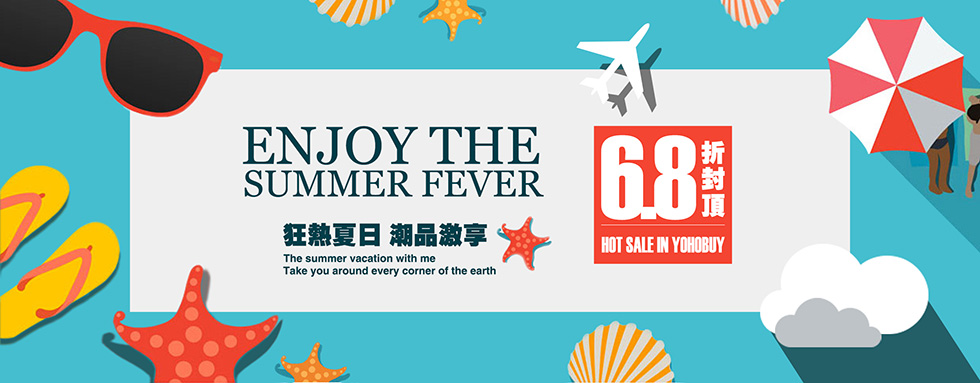 ENJOY THE
SUMMER FEVER
狂熱夏日 潮品激享
The summer vacation with me
Take you around every corner of the earth
6.8折封頂
HOT SALE IN YOHOBUY